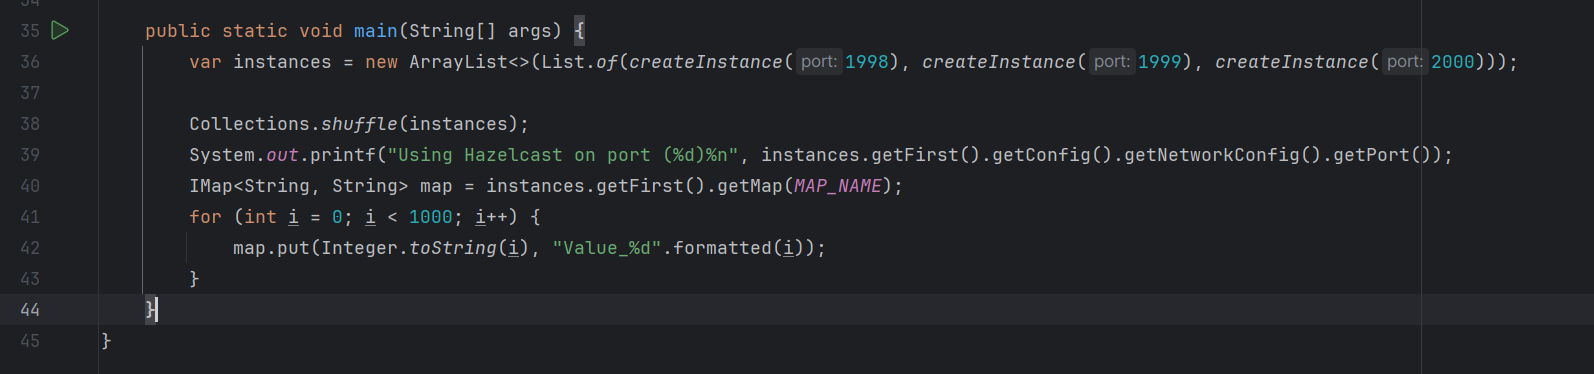 34
35 public static void main(String[] args) {
36 var instances = new ArrayList<>(List.of(createInstance( port: 1998), createInstance( port: 1999), createInstance( port: 2000)));
37
38 Collections.shuffle(instances);
39 System.out.printf("Using Hazelcast on port (%d)%n", instances.getFirst().getConfig().getNetworkConfig().getPort());
40 IMap<String, String> map = instances.getFirst().getMap(MAP_NAME);
41 for (int i = 0; i < 1000; i++) {
42 map.put(Integer.toString(i), "Value_%d".formatted(i));
43 }
44 }
45 }